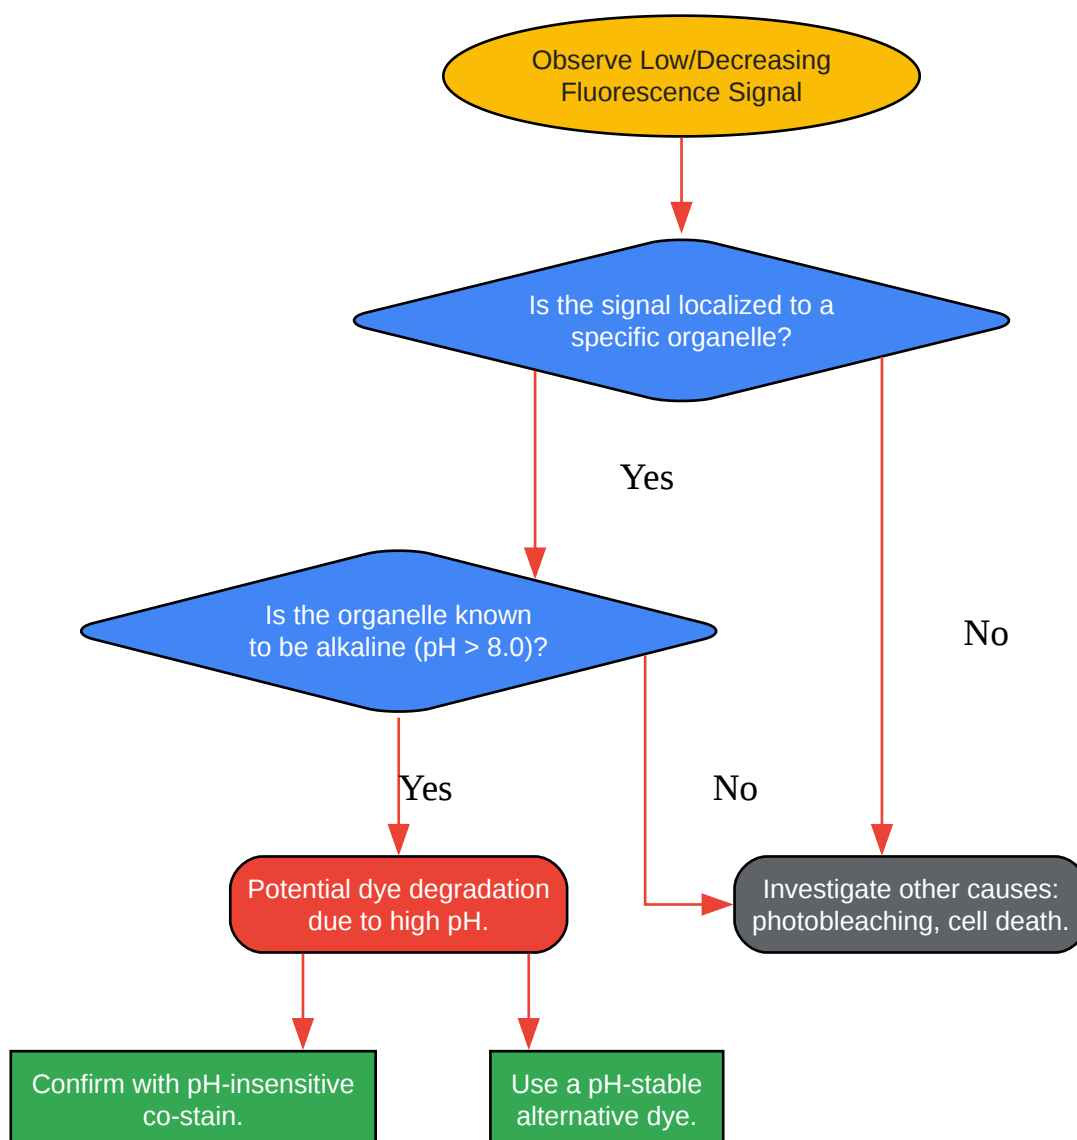 Observe Low/Decreasing
Fluorescence Signal
Is the signal localized to a
specific organelle?
Yes
Is the organelle known
to be alkaline (pH > 8.0)?
No
Yes
No
Potential dye degradation
due to high pH.
Investigate other causes:
photobleaching, cell death.
Confirm with pH-insensitive
co-stain.
Use a pH-stable
alternative dye.